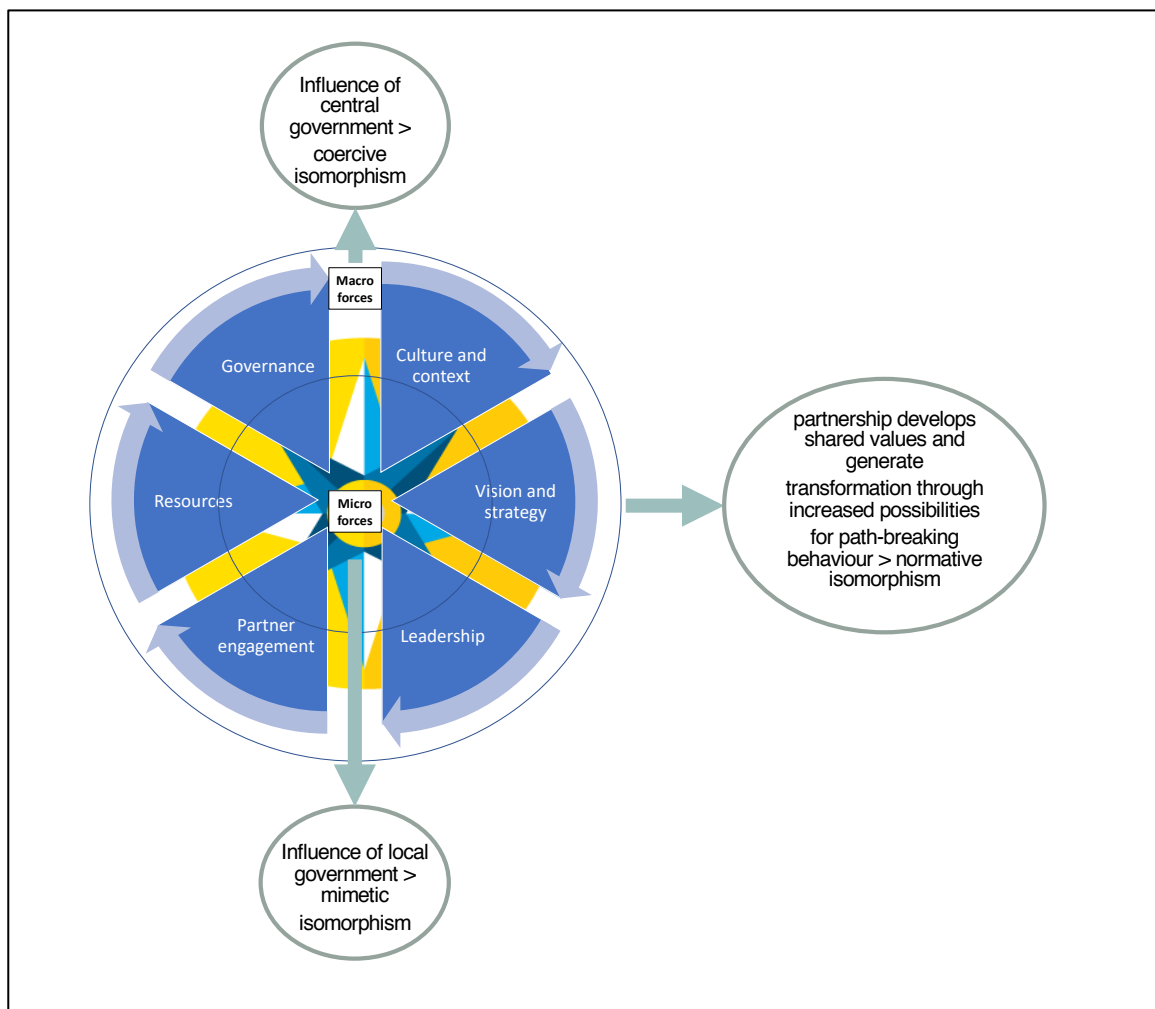 Influence of
central
government >
coercive
isomorphism
Macro
forces
Governance
Culture and
context
Resources
Micro
forces
Vision and
strategy
Partner
engagement
Leadership
partnership develops
shared values and
generate
transformation through
increased possibilities
for path-breaking
behaviour > normative
isomorphism
Influence of local
government >
mimetic
isomorphism